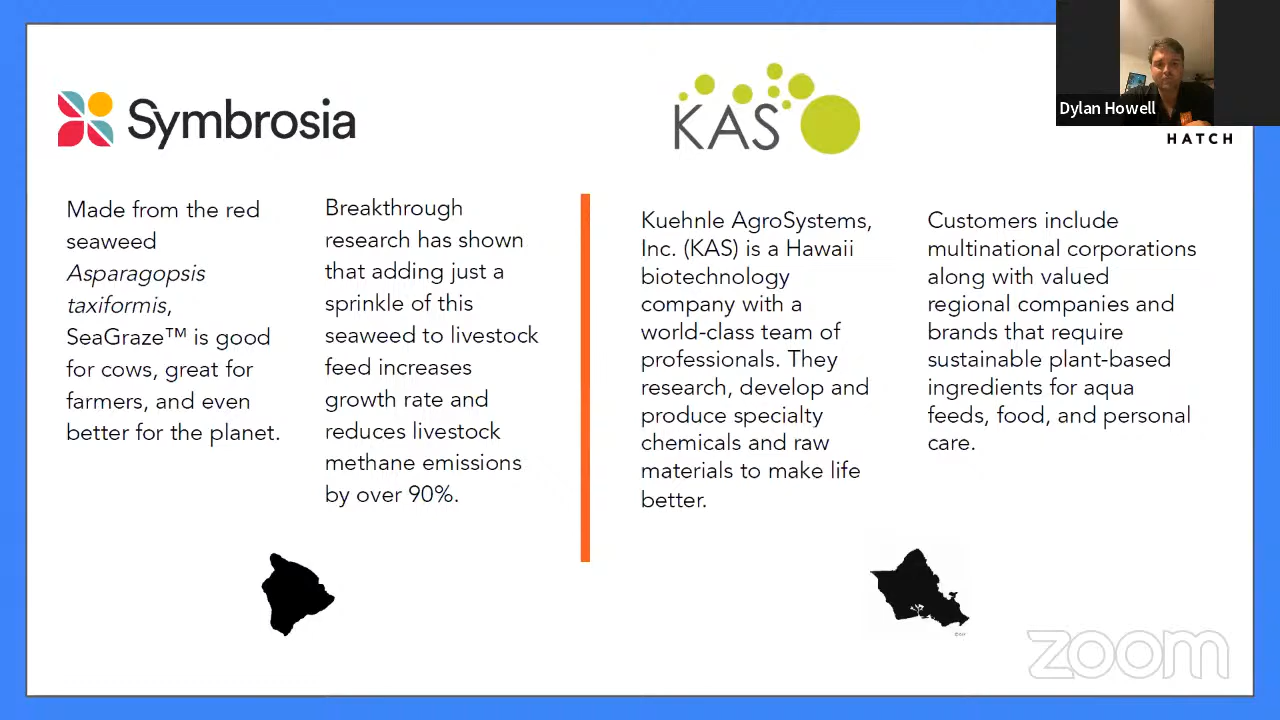 Symbrosia
KAS
Dylan Howell
HATCH
Made from the red
seaweed
Asparagopsis
taxiformis,
SeaGraze™ is good
for cows, great for
farmers, and even
better for the planet.
Breakthrough
research has shown
that adding just a
sprinkle of this
seaweed to livestock
feed increases
growth rate and
reduces livestock
methane emissions
by over 90%.
Kuehnle AgroSystems,
Inc. (KAS) is a Hawaii
biotechnology
company with a
world-class team of
professionals. They
research, develop and
produce specialty
chemicals and raw
materials to make life
better.
Customers include
multinational corporations
along with valued
regional companies and
brands that require
sustainable plant-based
ingredients for aqua
feeds, food, and personal
care.
zoom